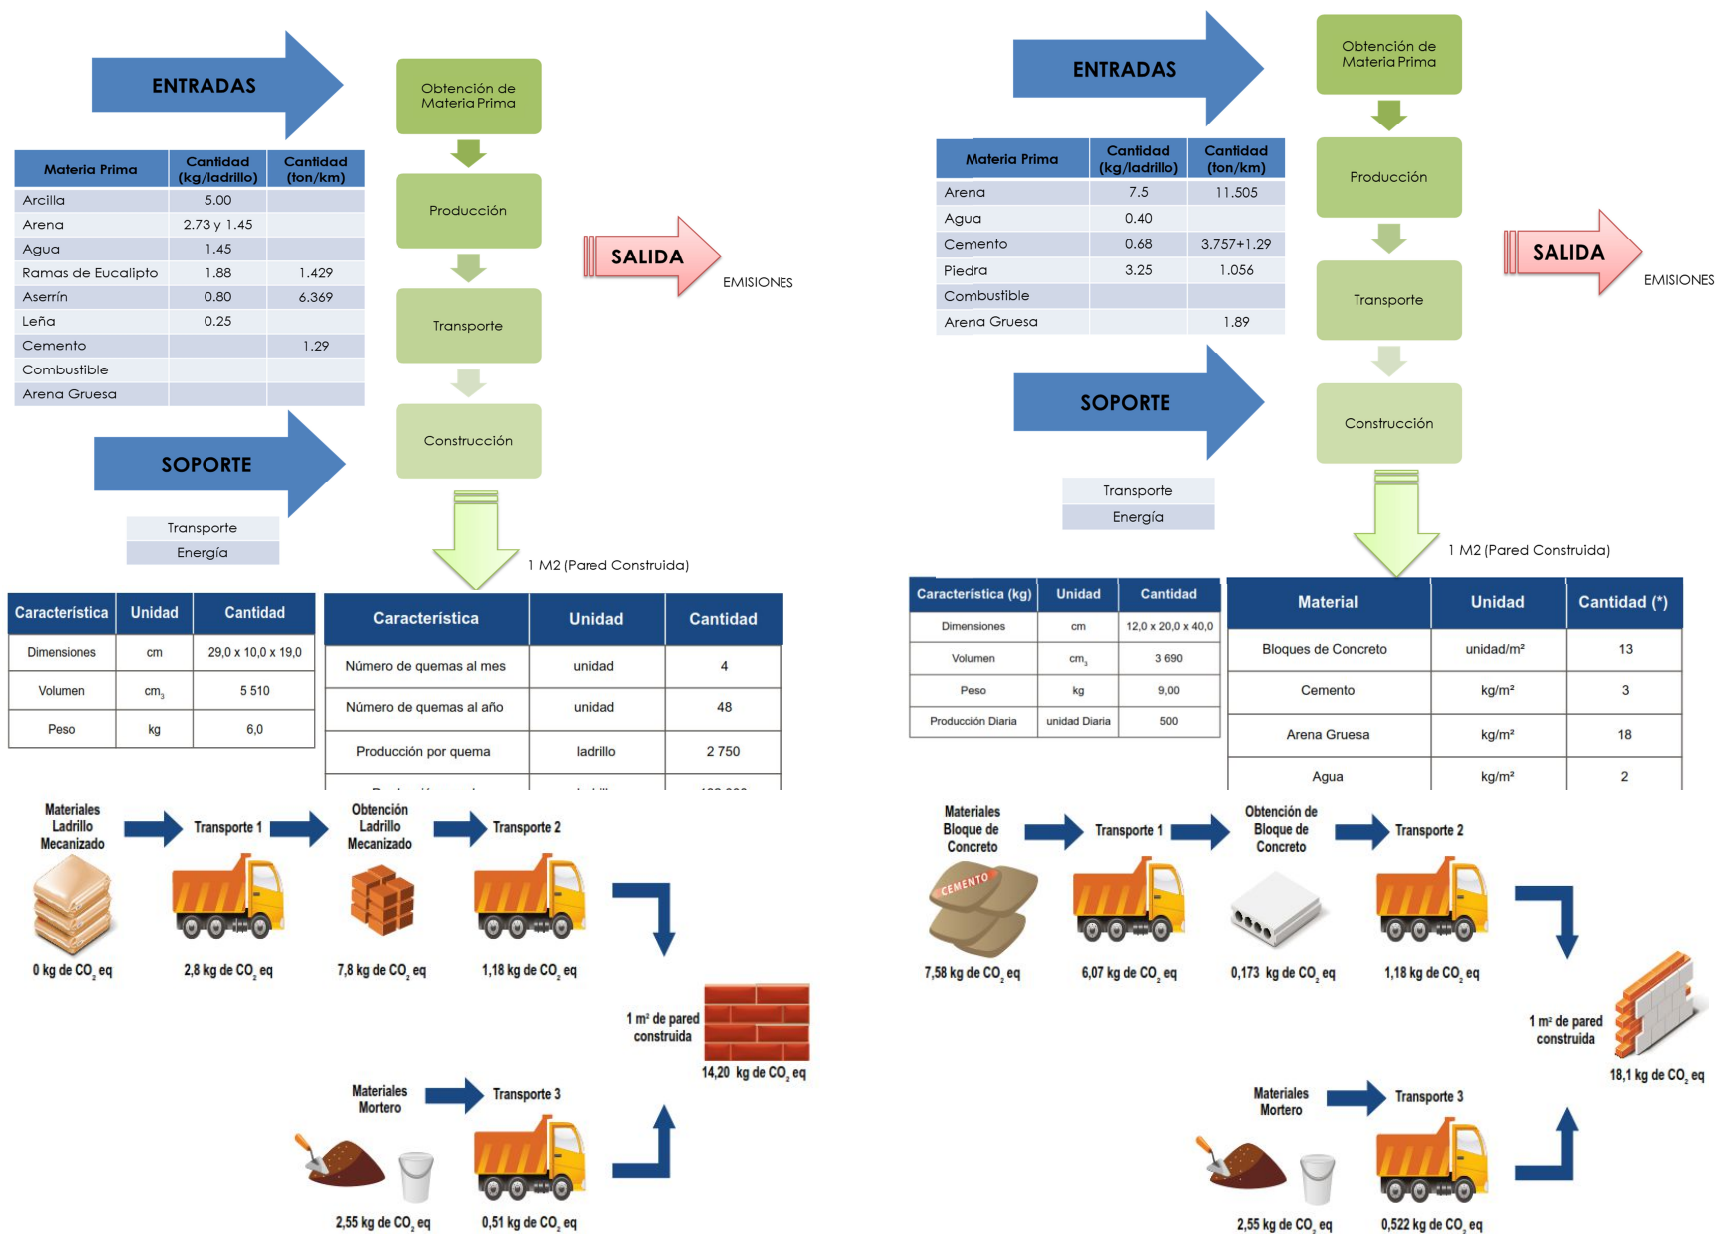 ENTRADAS
Obtención de
Materia Prima
Materia Prima Cantidad (kg/ladrillo) Cantidad (ton/km)
Arcilla 5.00
Arena 2.73 y 1.45
Agua 1.45
Ramas de Eucalipto 1.88 1.429
Aserrín 0.80 6.369
Leña 0.25
Cemento 1.29
Combustible
Arena Gruesa
Producción
Transporte
Construcción
SALIDA
EMISIONES
SOPORTE
Transporte
Energía
1 M2 (Pared Construida)
Característica Unidad Cantidad
Dimensiones cm 29,0 x 10,0 x 19,0
Volumen cm3 5 510
Peso kg 6,0
Característica Unidad Cantidad
Número de quemas al mes unidad 4
Número de quemas al año unidad 48
Producción por quema ladrillo 2 750
Materiales
Ladrillo
Mecanizado
Transporte 1
Obtención
Ladrillo
Mecanizado
Transporte 2
0 kg de CO2 eq
2,8 kg de CO2 eq
7,8 kg de CO2 eq
1,18 kg de CO2 eq
1 m² de pared
construida
14,20 kg de CO2 eq
Materiales
Mortero
Transporte 3
2,55 kg de CO2 eq
0,51 kg de CO2 eq
ENTRADAS
Obtención de
Materia Prima
Materia Prima Cantidad (kg/ladrillo) Cantidad (ton/km)
Arena 7.5 11.505
Agua 0.40
Cemento 0.68 3.757+1.29
Piedra 3.25 1.056
Combustible
Arena Gruesa 1.89
Producción
Transporte
Construcción
SALIDA
EMISIONES
SOPORTE
Transporte
Energía
1 M2 (Pared Construida)
Característica (kg) Unidad Cantidad
Dimensiones cm 12,0 x 20,0 x 40,0
Volumen cm3 3 690
Peso kg 9,00
Producción Diaria unidad Diaria 500
Material Unidad Cantidad (*)
Bloques de Concreto unidad/m² 13
Cemento kg/m² 3
Arena Gruesa kg/m² 18
Agua kg/m² 2
Materiales
Bloque de
Concreto
Transporte 1
Obtención de
Bloque de
Concreto
Transporte 2
CEMENTO
7,58 kg de CO2 eq
6,07 kg de CO2 eq
0,173 kg de CO2 eq
1,18 kg de CO2 eq
1 m² de pared
construida
18,1 kg de CO2 eq
Materiales
Mortero
Transporte 3
2,55 kg de CO2 eq
0,522 kg de CO2 eq